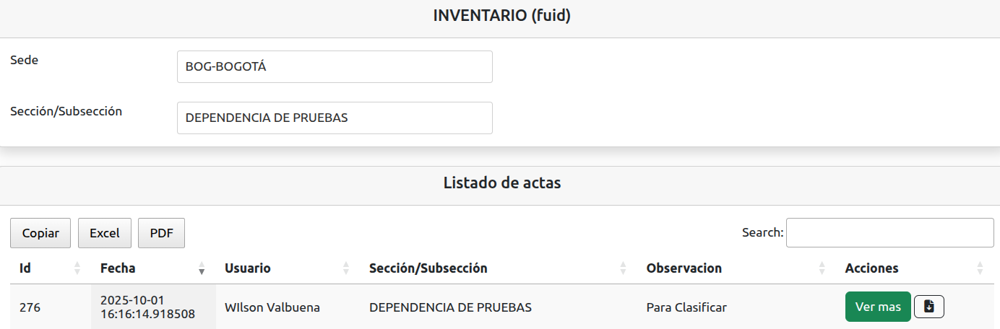 INVENTARIO (fuid)
Sede
BOG-BOGOTÁ
Sección/Subsección
DEPENDENCIA DE PRUEBAS
Listado de actas
Copiar Excel PDF Search:
Id Fecha Usuario Sección/Subsección Observacion Acciones
276 2025-10-01 16:16:14.918508 WIlson Valbuena DEPENDENCIA DE PRUEBAS Para Clasificar Ver mas